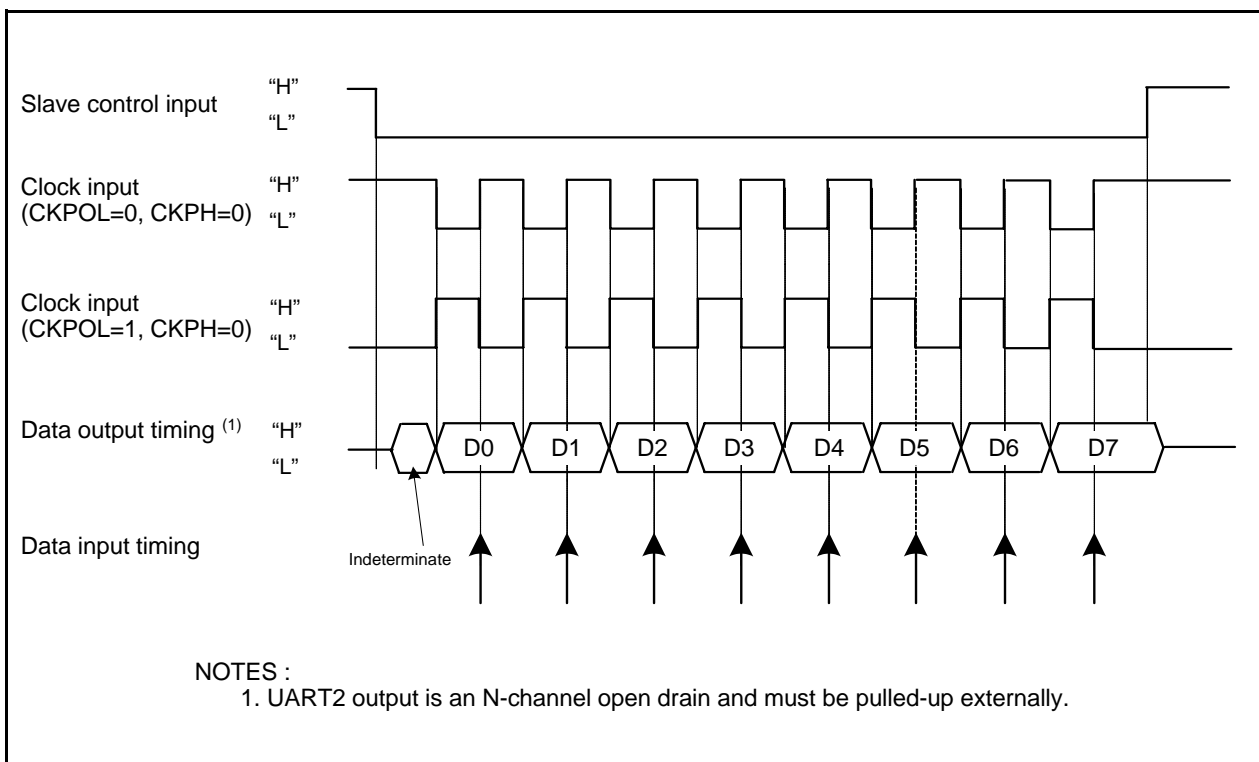 Slave control input
“H”
“L”
Clock input
(CKPOL=0, CKPH=0)
“H”
“L”
Clock input
(CKPOL=1, CKPH=0)
“H”
“L”
Data output timing (1)
“H”
“L”
D0 D1 D2 D3 D4 D5 D6 D7
Data input timing
Indeterminate
NOTES :
1. UART2 output is an N-channel open drain and must be pulled-up externally.